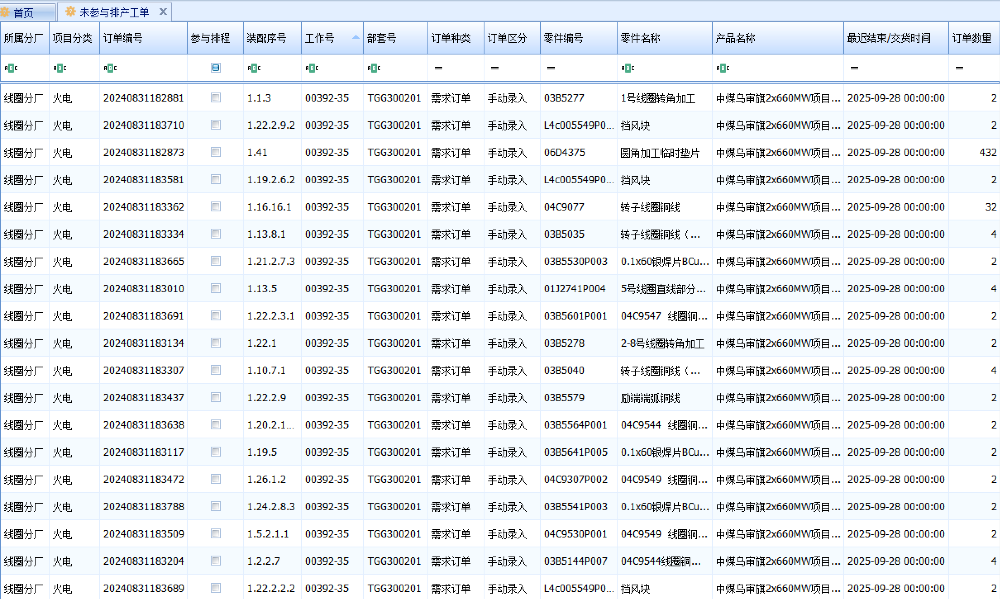 首页 未参与排产工单 X
所属分厂 项目分类 订单编号 参与排程 装配序号 工作号 部套号 订单种类 订单区分 零件编号 零件名称 产品名称 最迟结束/交货时间 订单数量
ABC ABC ABC ABC ABC ABC = = = ABC ABC = =
线圈分厂 火电 20240831182881 1.1.3 00392-35 TGG300201 需求订单 手动录入 03B5277 1号线圈转角加工 中煤乌审旗2x660MW项目... 2025-09-28 00:00:00 2
线圈分厂 火电 20240831183710 1.22.2.9.2 00392-35 TGG300201 需求订单 手动录入 L4c005549P0... 挡风块 中煤乌审旗2x660MW项目... 2025-09-28 00:00:00 2
线圈分厂 火电 20240831182873 1.41 00392-35 TGG300201 需求订单 手动录入 06D4375 圆角加工临时垫片 中煤乌审旗2x660MW项目... 2025-09-28 00:00:00 432
线圈分厂 火电 20240831183581 1.19.2.6.2 00392-35 TGG300201 需求订单 手动录入 L4c005549P0... 挡风块 中煤乌审旗2x660MW项目... 2025-09-28 00:00:00 2
线圈分厂 火电 20240831183362 1.16.16.1 00392-35 TGG300201 需求订单 手动录入 04C9077 转子线圈铜线 中煤乌审旗2x660MW项目... 2025-09-28 00:00:00 32
线圈分厂 火电 20240831183334 1.13.8.1 00392-35 TGG300201 需求订单 手动录入 03B5035 转子线圈铜线（... 中煤乌审旗2x660MW项目... 2025-09-28 00:00:00 4
线圈分厂 火电 20240831183665 1.21.2.7.3 00392-35 TGG300201 需求订单 手动录入 03B5530P003 0.1x60银焊片BCu... 中煤乌审旗2x660MW项目... 2025-09-28 00:00:00 2
线圈分厂 火电 20240831183010 1.13.5 00392-35 TGG300201 需求订单 手动录入 01J2741P004 5号线圈直线部分... 中煤乌审旗2x660MW项目... 2025-09-28 00:00:00 4
线圈分厂 火电 20240831183691 1.22.2.3.1 00392-35 TGG300201 需求订单 手动录入 03B5601P001 04C9547 线圈铜... 中煤乌审旗2x660MW项目... 2025-09-28 00:00:00 2
线圈分厂 火电 20240831183134 1.22.1 00392-35 TGG300201 需求订单 手动录入 03B5278 2-8号线圈转角加工 中煤乌审旗2x660MW项目... 2025-09-28 00:00:00 2
线圈分厂 火电 20240831183307 1.10.7.1 00392-35 TGG300201 需求订单 手动录入 03B5040 转子线圈铜线（... 中煤乌审旗2x660MW项目... 2025-09-28 00:00:00 4
线圈分厂 火电 20240831183437 1.22.2.9 00392-35 TGG300201 需求订单 手动录入 03B5579 励端端弧铜线 中煤乌审旗2x660MW项目... 2025-09-28 00:00:00 2
线圈分厂 火电 20240831183638 1.20.2.1... 00392-35 TGG300201 需求订单 手动录入 03B5564P001 04C9544 线圈铜... 中煤乌审旗2x660MW项目... 2025-09-28 00:00:00 2
线圈分厂 火电 20240831183117 1.19.5 00392-35 TGG300201 需求订单 手动录入 03B5641P005 0.1x60银焊片BCu... 中煤乌审旗2x660MW项目... 2025-09-28 00:00:00 2
线圈分厂 火电 20240831183472 1.26.1.2 00392-35 TGG300201 需求订单 手动录入 04C9307P002 04C9549 线圈铜... 中煤乌审旗2x660MW项目... 2025-09-28 00:00:00 2
线圈分厂 火电 20240831183788 1.24.2.8.3 00392-35 TGG300201 需求订单 手动录入 03B5541P003 0.1x60银焊片BCu... 中煤乌审旗2x660MW项目... 2025-09-28 00:00:00 2
线圈分厂 火电 20240831183509 1.5.2.1.1 00392-35 TGG300201 需求订单 手动录入 04C9530P001 04C9549 线圈铜... 中煤乌审旗2x660MW项目... 2025-09-28 00:00:00 2
线圈分厂 火电 20240831183204 1.2.2.7 00392-35 TGG300201 需求订单 手动录入 03B5144P007 04C9544线圈铜... 中煤乌审旗2x660MW项目... 2025-09-28 00:00:00 4
线圈分厂 火电 20240831183689 1.22.2.2.2 00392-35 TGG300201 需求订单 手动录入 L4c005549P0... 挡风块 中煤乌审旗2x660MW项目... 2025-09-28 00:00:00 2